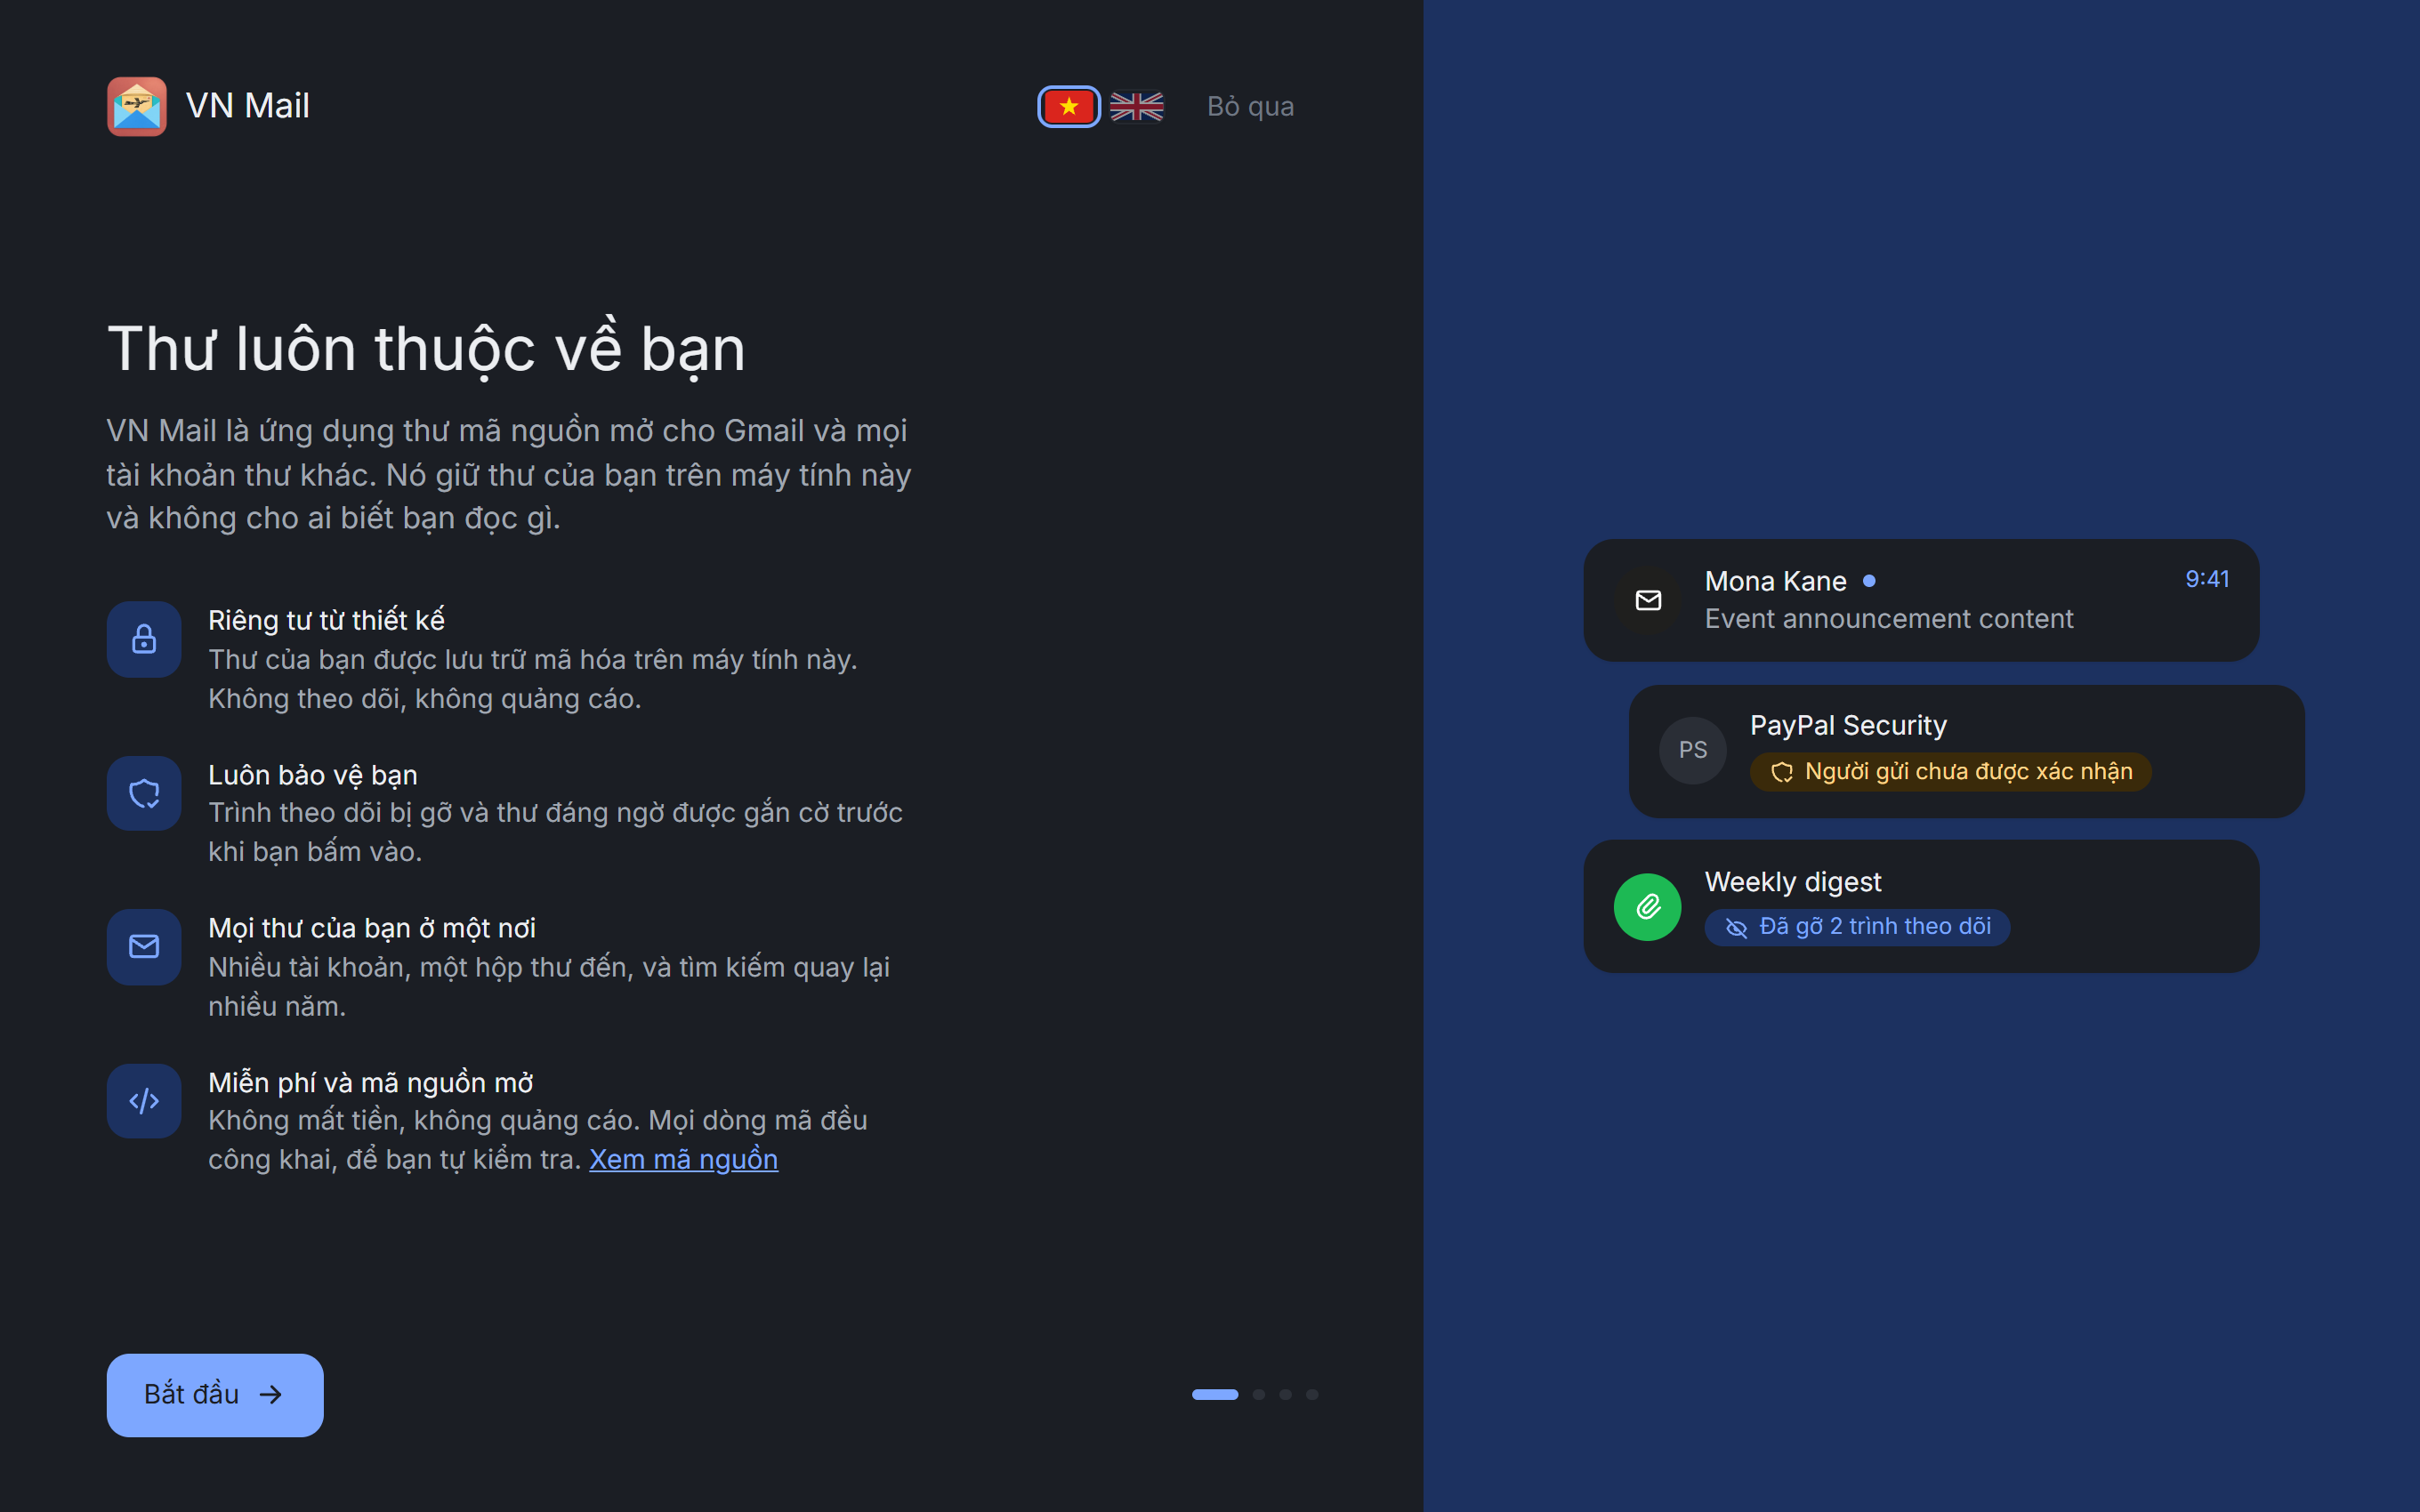 VN Mail
Bỏ qua
Thư luôn thuộc về bạn
VN Mail là ứng dụng thư mã nguồn mở cho Gmail và mọi
tài khoản thư khác. Nó giữ thư của bạn trên máy tính này
và không cho ai biết bạn đọc gì.
Riêng tư từ thiết kế
Thư của bạn được lưu trữ mã hóa trên máy tính này.
Không theo dõi, không quảng cáo.
Luôn bảo vệ bạn
Trình theo dõi bị gỡ và thư đáng ngờ được gắn cờ trước
khi bạn bấm vào.
Mọi thư của bạn ở một nơi
Nhiều tài khoản, một hộp thư đến, và tìm kiếm quay lại
nhiều năm.
Miễn phí và mã nguồn mở
Không mất tiền, không quảng cáo. Mọi dòng mã đều
công khai, để bạn tự kiểm tra. Xem mã nguồn
Bắt đầu
Mona Kane
9:41
Event announcement content
PS
PayPal Security
Người gửi chưa được xác nhận
Weekly digest
Đã gỡ 2 trình theo dõi